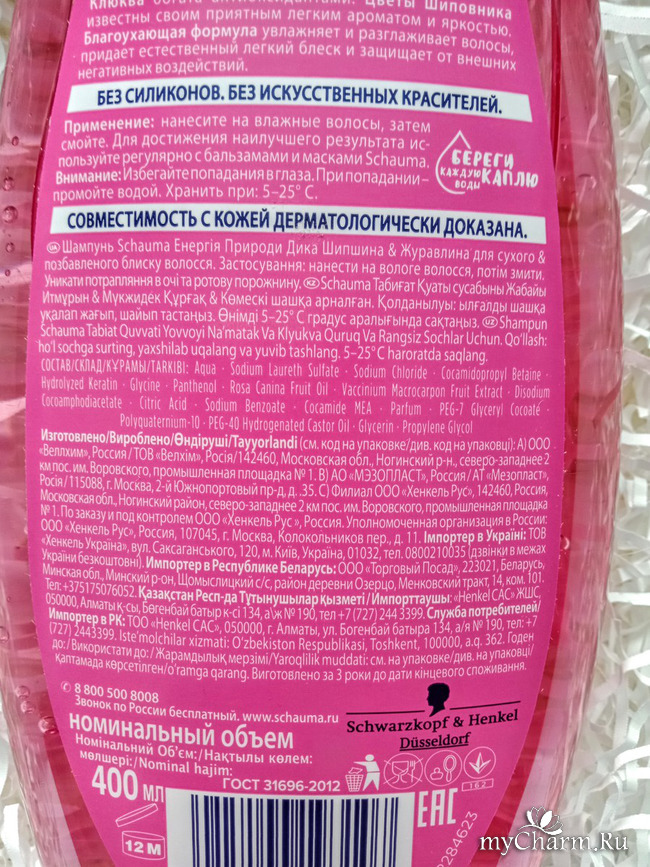 Клюква богата антиоксидантами. Цветы Шиповника
известны своим приятным легким ароматом и яркостью.
Благоухающая формула увлажняет и разглаживает волосы,
придает естественный легкий блеск и защищает от внешних
негативных воздействий.
БЕЗ СИЛИКОНОВ. БЕЗ ИСКУССТВЕННЫХ КРАСИТЕЛЕЙ.
Применение: нанесите на влажные волосы, затем
смойте. Для достижения наилучшего результата ис-
пользуйте регулярно с бальзамами и масками Schauma.
Внимание: Избегайте попадания в глаза. При попадании –
промойте водой. Хранить при: 5–25° C.
БЕРЕГИ
КАЖДУЮ КАПЛЮ
ВОДЫ
СОВМЕСТИМОСТЬ С КОЖЕЙ ДЕРМАТОЛОГИЧЕСКИ ДОКАЗАНА.
UA Шампунь Schauma Енергія Природи Дика Шипшина & Журавлина для сухого &
позбавленого блиску волосся. Застосування: нанести на вологе волосся, потім змити.
Уникати потрапляння в очі та ротову порожнину. KZ Schauma Табиғат Қуаты сусабыны Жабайы
Итмұрын & Мүкжидек Құрғақ & Көмескі шашқа арналған. Қолданылуы: ылғалды шашқа
уқалап жағып, шайып тастаңыз. Өнімді 5–25° C градус аралығында сақтаңыз. UZ Shampun
Schauma Tabiat Quvvati Yovvoyi Na'matak Va Klyukva Quruq Va Rangsiz Sochlar Uchun. Qo'llash:
ho'l sochga surting, yaxshilab uqalang va yuvib tashlang. 5–25° C haroratda saqlang.
СОСТАВ/СКЛАД/ҚҰРАМЫ/TARKIBI: Aqua · Sodium Laureth Sulfate · Sodium Chloride · Cocamidopropyl Betaine ·
Hydrolyzed Keratin · Glycine · Panthenol · Rosa Canina Fruit Oil · Vaccinium Macrocarpon Fruit Extract · Disodium
Cocoamphodiacetate · Citric Acid · Sodium Benzoate · Cocamide MEA · Parfum · PEG-7 Glyceryl Cocoate ·
Polyquaternium-10 · PEG-40 Hydrogenated Castor Oil · Glycerin · Propylene Glycol
Изготовлено/Вироблено/Өндіруші/Tayyorlandi (см. код на упаковке/див. код на упаковці): А) ООО
«Веллхим», Россия/ТОВ «Велхім», Росія/142460, Московская обл., Ногинский р-н., северо-западнее 2
км пос. им. Воровского, промышленная площадка № 1. В) АО «МЭЗОПЛАСТ», Россия/АТ «Мезопласт»,
Росія / 115088, г. Москва, 2-й Южнопортовый пр-д, д. .35. С) Филиал ООО «Хенкель Рус», 142460, Россия,
Московская обл., Ногинский район, северо-западнее 2 км пос. им. Воровского, промышленная площадка
№ 1. По заказу и под контролем ООО «Хенкель Рус », Россия. Уполномоченная организация в России:
ООО «Хенкель Рус», Россия, 107045, г. Москва, Колокольников пер., д. 11. Імпортер в Україні: ТОВ
«Хенкель Україна», вул. Саксаганського, 120, м. Київ, Україна, 01032, тел. 0800210035 (дзвінки в межах
України безкоштовні). Импортер в Республике Беларусь: ООО «Торговый Посад», 223021, Беларусь,
Минская обл., Минский р-он, Щомыслицкий с/с, район деревни Озерцо, Менковский тракт, 14, ком. 101.
Тел. +375175076052. Қазақстан Респ-да Тұтынушылар қызметі / Импорттаушы: «Henkel САС» ЖШС,
050000, Алматы қ-сы, Бөгенбай батыр к-сі 134, а/ж № 190, тел +7 (727) 244 3399. Служба потребителей/
Импортер в РК: ТОО «Henkel САС», 050000, г. Алматы, ул. Богенбай батыр 134, а/я № 190, тел: +7
(727) 2443399. Iste'molchilar xizmati: O'zbekiston Respublikasi, Toshkent, 100000, a.q. 362. Годен
до: / Використати до: / Жарамдылық мерзімі/ Yaroqlilik muddati: см. на упаковке/див. на упаковці/
қаптамада көрсетілген/o'ramga qarang. Виготовлено за 3 роки до дати кінцевого споживання.
8 800 500 8008
Звонок по России бесплатный. www.schauma.ru
номинальный объем
Номінальний Об'єм:/Нақтылы көлем:
мөлшері:/Nominal hajim:
400 мл
ГОСТ 31696-2012
Schwarzkopf & Henkel
Düsseldorf
12 M
EAC
1 6 2
2284623
myCharm.Ru